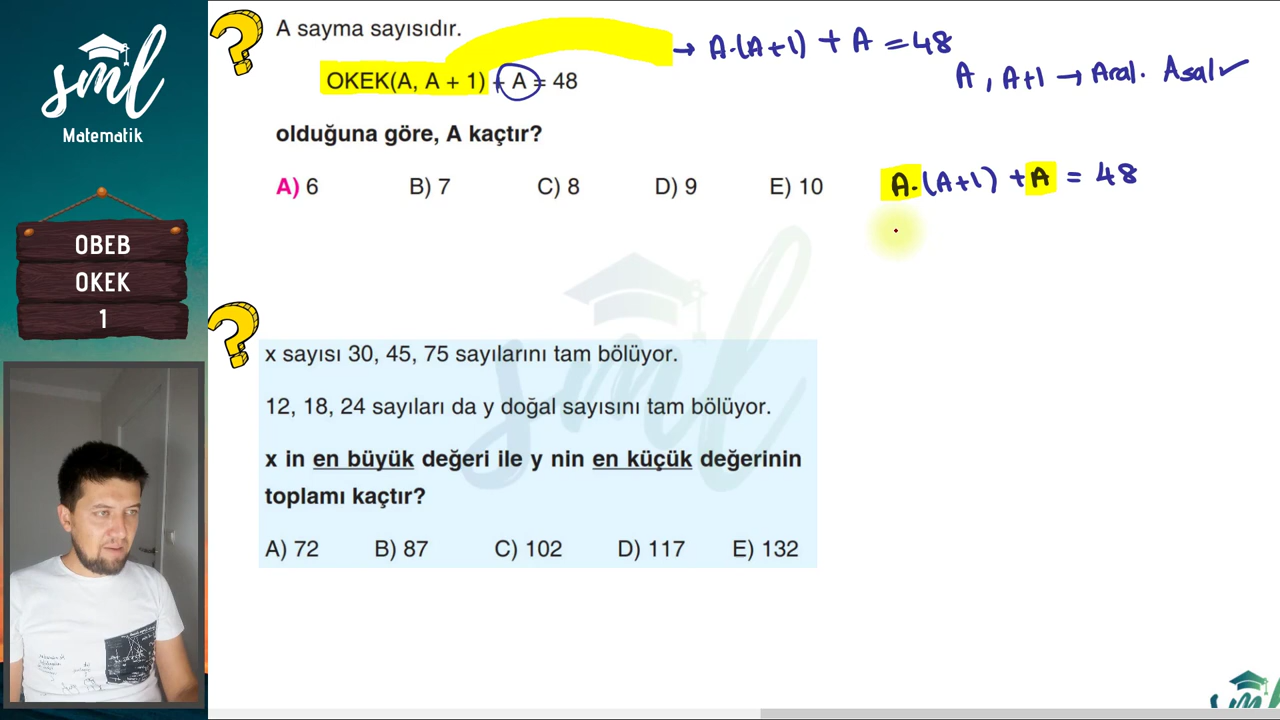 sml
Matematik
OBEB
OKEK
1
A sayma sayısıdır.
OKEK(A, A + 1) + A = 48
olduğuna göre, A kaçtır?
A) 6 B) 7 C) 8 D) 9 E) 10
→ A·(A+1) + A = 48
A, A+1 → Aral. Asal ✓
A·(A+1) + A = 48
x sayısı 30, 45, 75 sayılarını tam bölüyor.
12, 18, 24 sayıları da y doğal sayısını tam bölüyor.
x in en büyük değeri ile y nin en küçük değerinin
toplamı kaçtır?
A) 72 B) 87 C) 102 D) 117 E) 132
sml